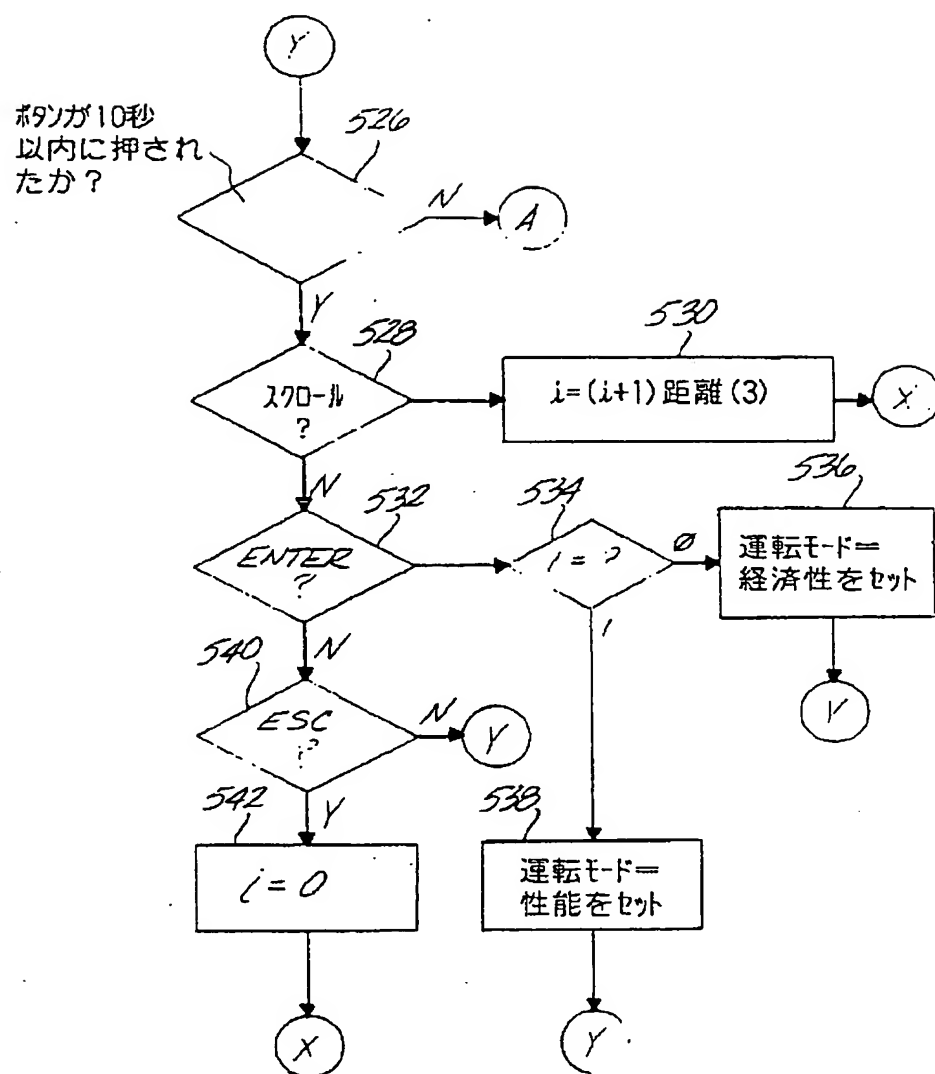 Y
ボタンが10秒
以内に押され
たか?
526
N
A
Y
528
スクロール
?
530
i=(i+1) 距離(3)
X
N
532
ENTER
?
534
i = ?
0
536
運転モード=
経済性をセット
Y
1
N
540
ESC
?
N
Y
Y
542
i = 0
X
538
運転モード=
性能をセット
Y